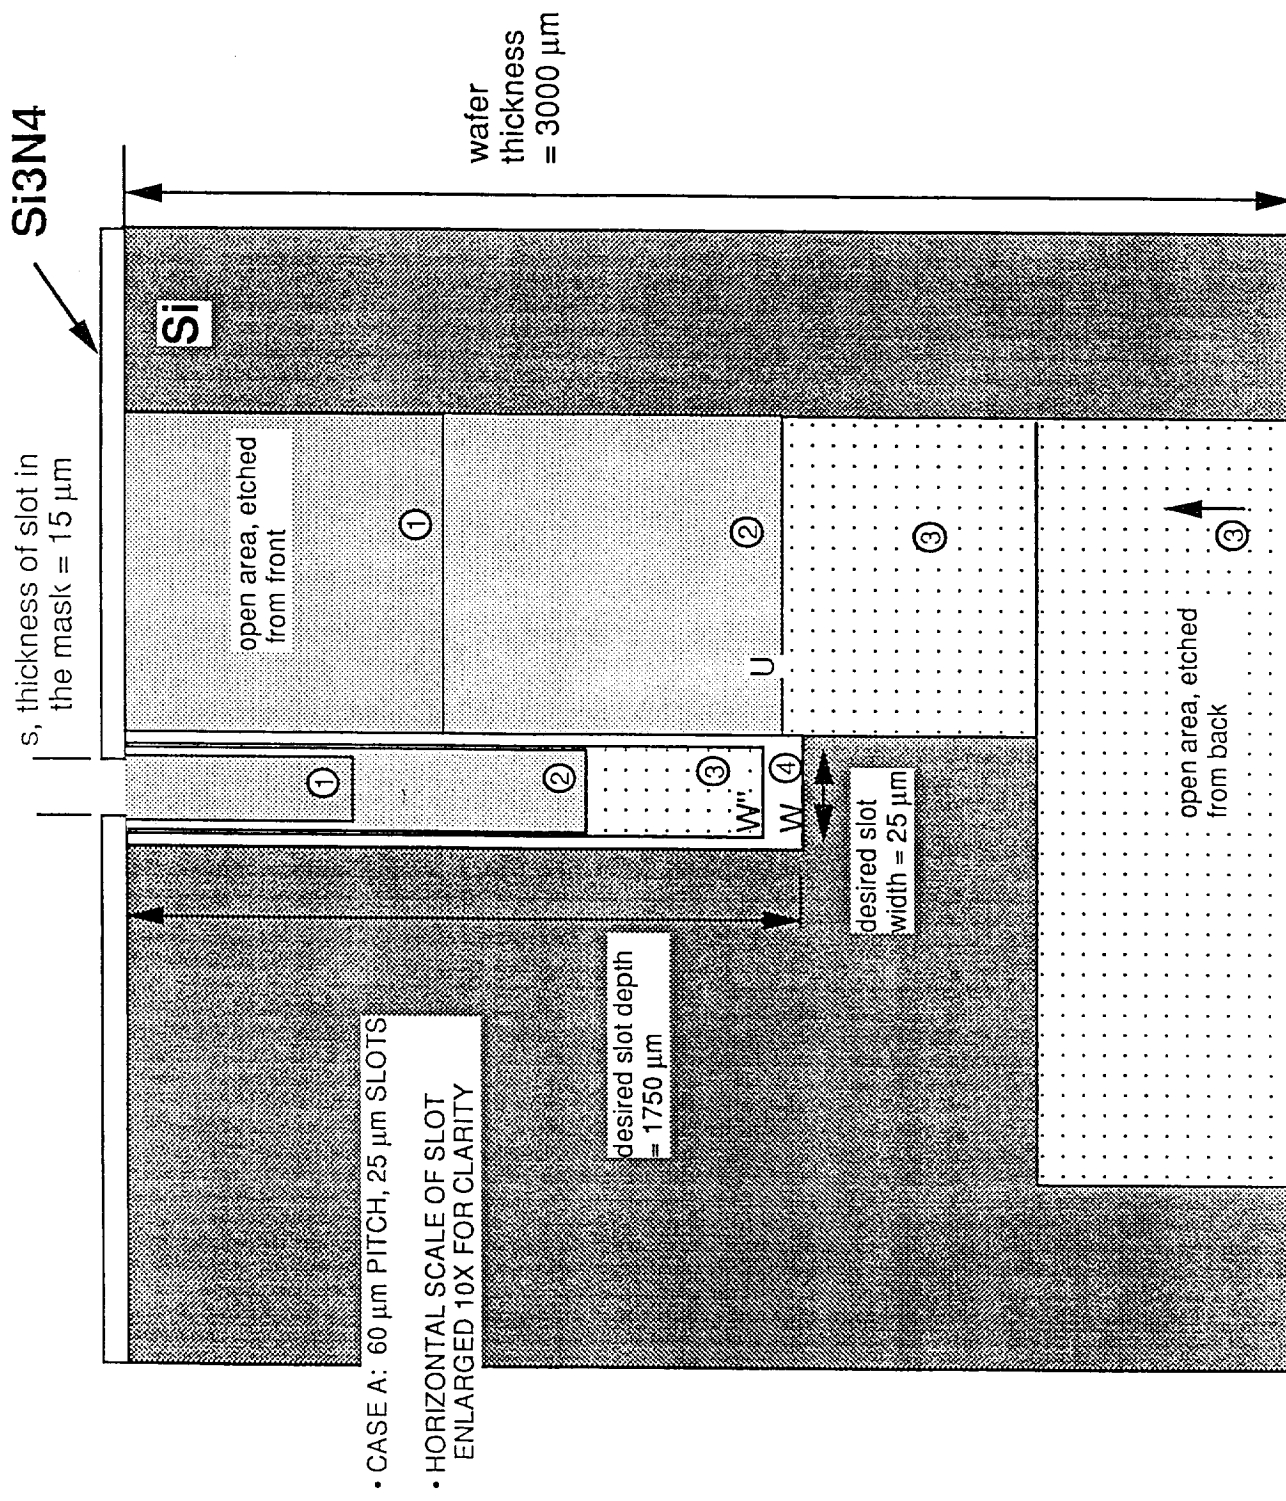 Si3N4
s, thickness of slot in
the mask = 15 µm
wafer
thickness
= 3000 µm
Si
open area, etched
from front
①
②
③
③
U
①
②
③
④
W"
W
desired slot
width = 25 µm
open area, etched
from back
desired slot depth
= 1750 µm
• CASE A: 60 µm PITCH, 25 µm SLOTS
• HORIZONTAL SCALE OF SLOT
ENLARGED 10X FOR CLARITY